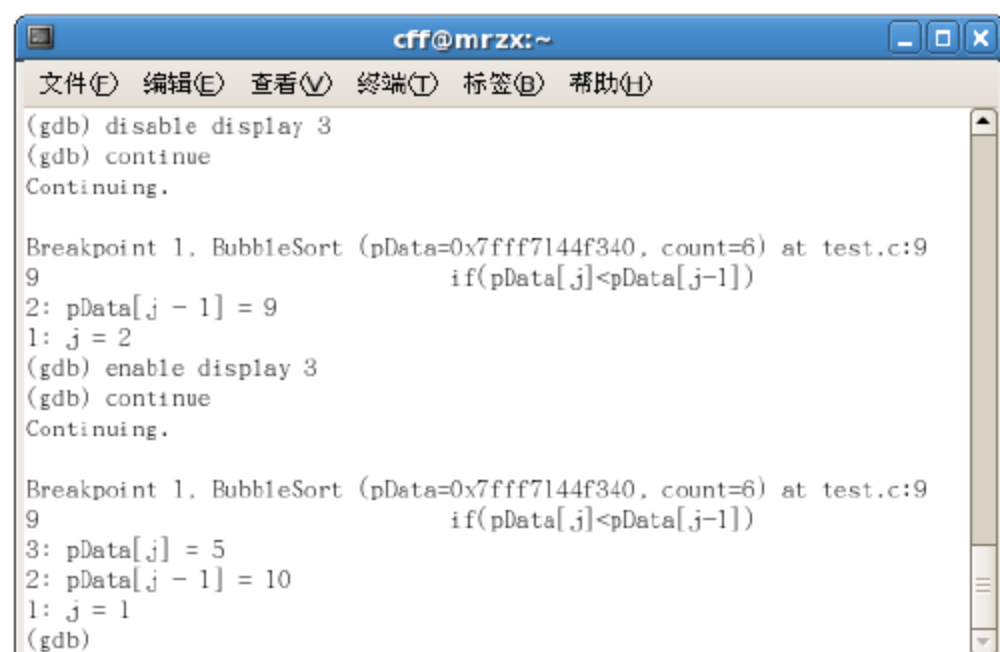 cff@mrzx:~
文件(F) 编辑(E) 查看(V) 终端(T) 标签(B) 帮助(H)
(gdb) disable display 3
(gdb) continue
Continuing.
Breakpoint 1, BubbleSort (pData=0x7fff7144f340, count=6) at test.c:9
9 if(pData[j]<pData[j-1])
2: pData[j - 1] = 9
1: j = 2
(gdb) enable display 3
(gdb) continue
Continuing.
Breakpoint 1, BubbleSort (pData=0x7fff7144f340, count=6) at test.c:9
9 if(pData[j]<pData[j-1])
3: pData[j] = 5
2: pData[j - 1] = 10
1: j = 1
(gdb)